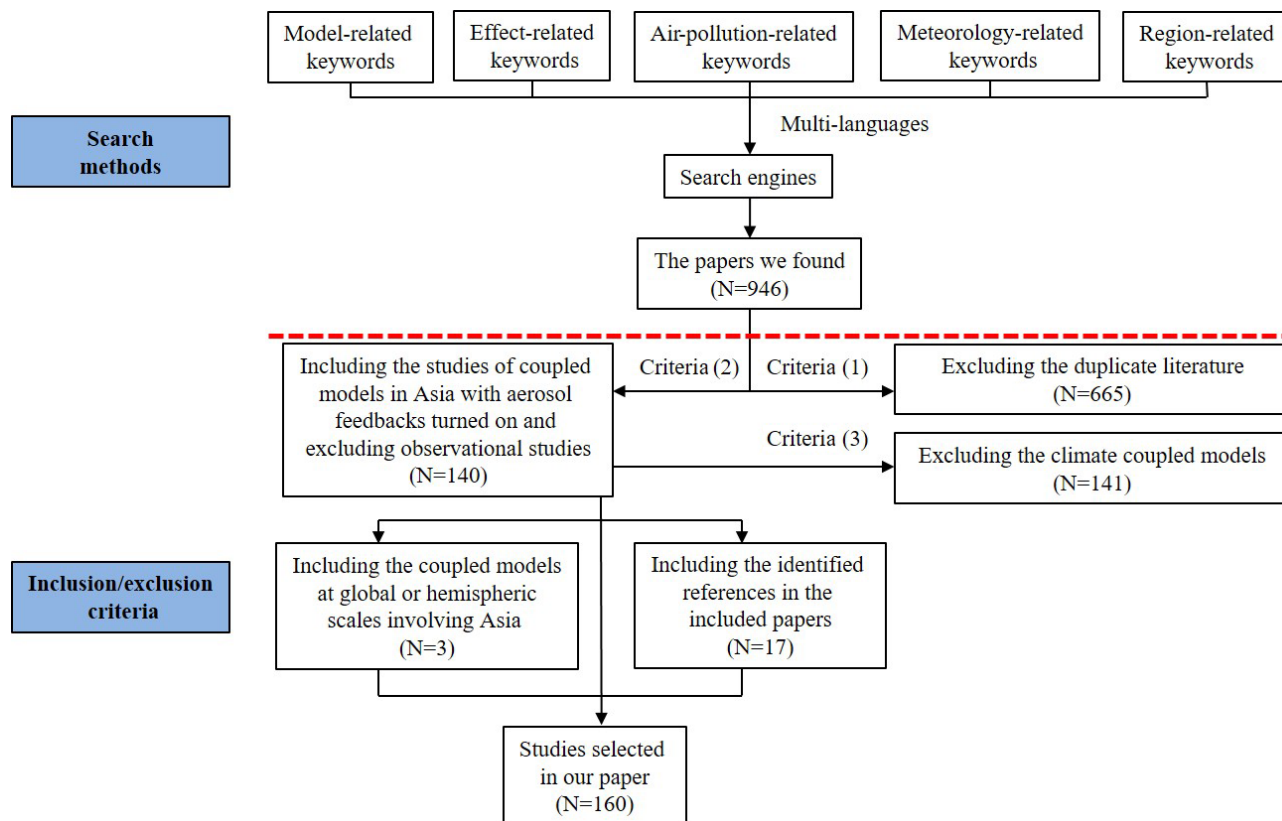 Model-related
keywords
Effect-related
keywords
Air-pollution-related
keywords
Meteorology-related
keywords
Region-related
keywords
Search
methods
Multi-languages
Search engines
The papers we found
(N=946)
Including the studies of coupled
models in Asia with aerosol
feedbacks turned on and
excluding observational studies
(N=140)
Criteria (2)
Criteria (1)
Excluding the duplicate literature
(N=665)
Criteria (3)
Excluding the climate coupled models
(N=141)
Inclusion/exclusion
criteria
Including the coupled models
at global or hemispheric
scales involving Asia
(N=3)
Including the identified
references in the
included papers
(N=17)
Studies selected
in our paper
(N=160)